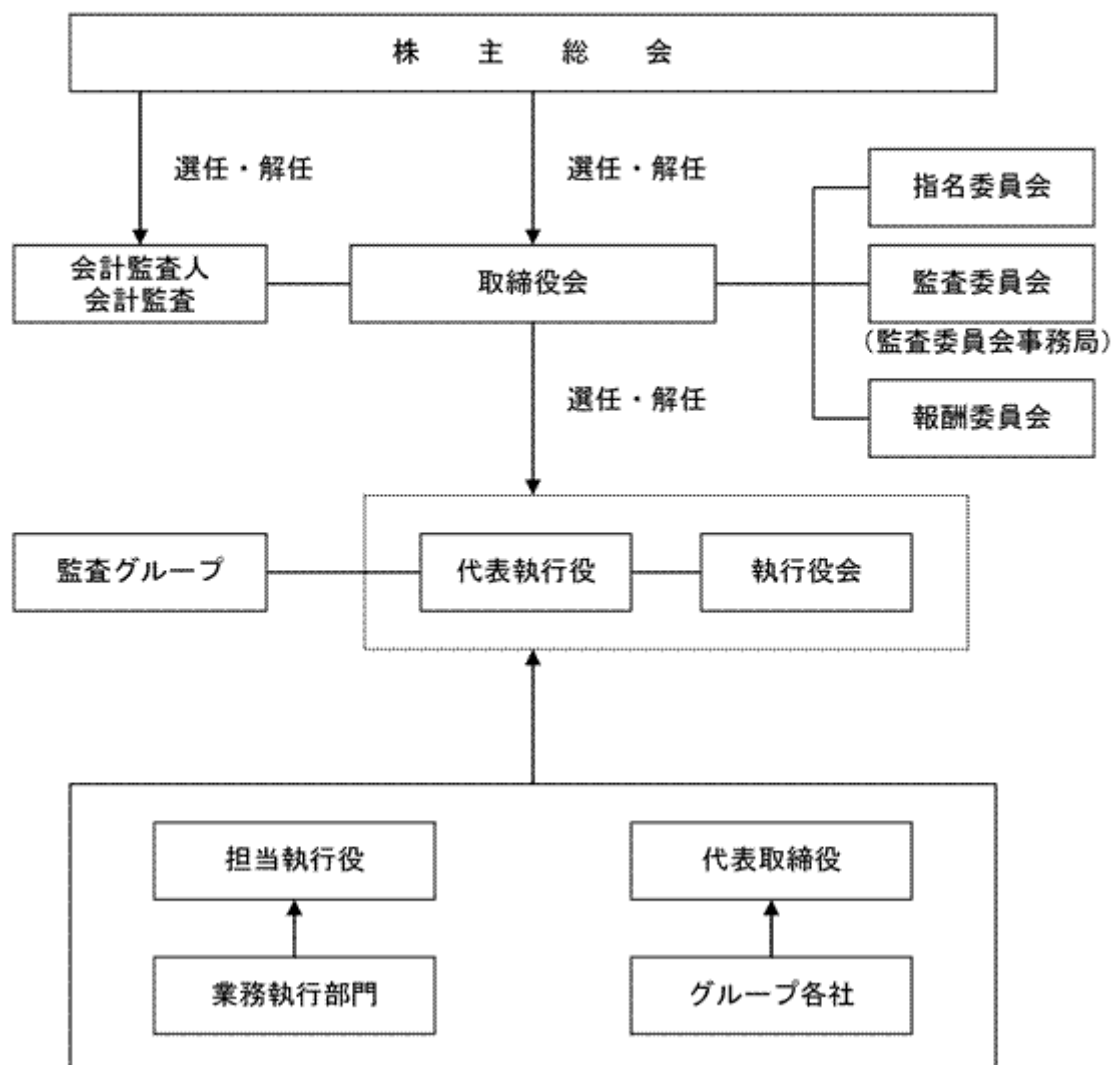 株主総会
選任・解任
選任・解任
指名委員会
会計監査人
会計監査
取締役会
監査委員会
（監査委員会事務局）
選任・解任
報酬委員会
監査グループ
代表執行役
執行役会
担当執行役
代表取締役
業務執行部門
グループ各社